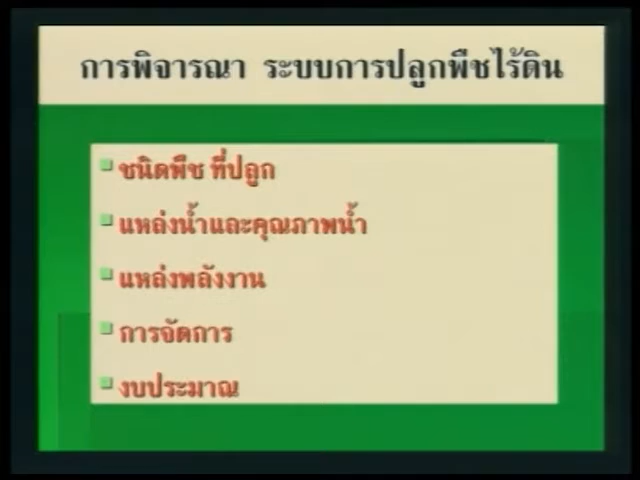 การพิจารณา ระบบการปลูกพืชไร้ดิน
ชนิดพืช ที่ปลูก
แหล่งน้ำและคุณภาพน้ำ
แหล่งพลังงาน
การจัดการ
งบประมาณ